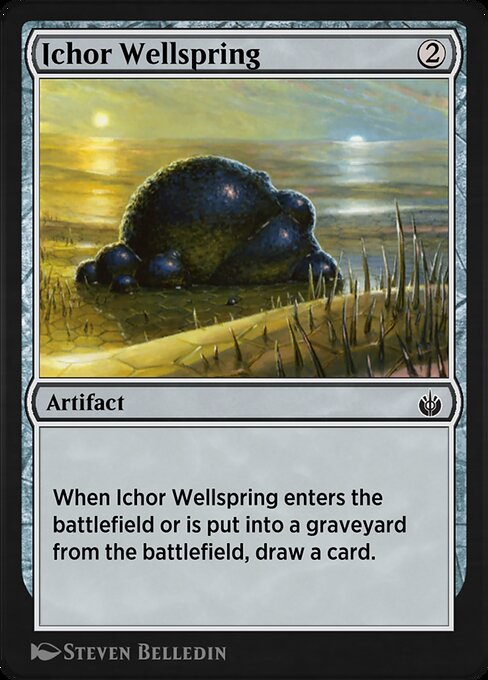 Ichor Wellspring 2
Artifact
When Ichor Wellspring enters the
battlefield or is put into a graveyard
from the battlefield, draw a card.
Steven Belledin